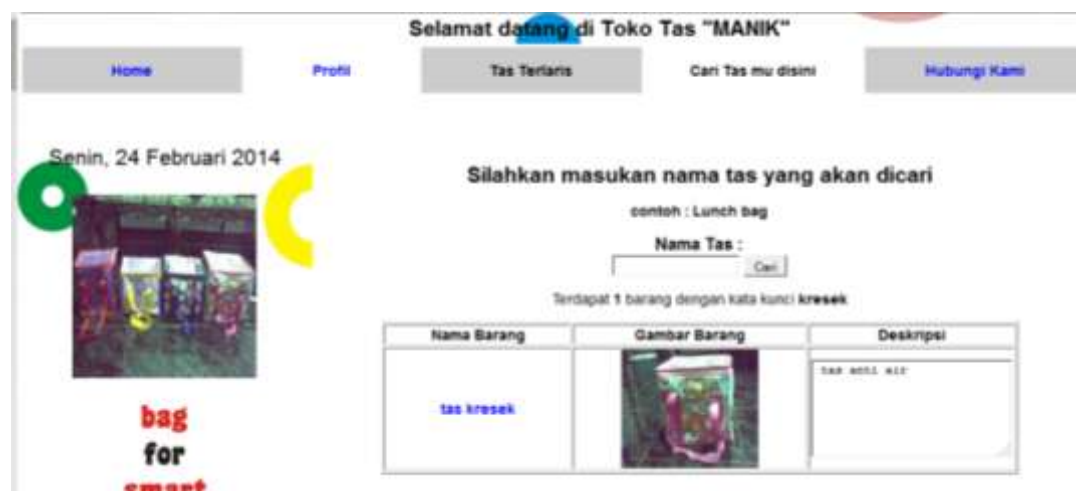 Selamat datang di Toko Tas "MANIK"
Home Profil Tas Terlaris Cari Tas mu disini Hubungi Kami
Senin, 24 Februari 2014
Silahkan masukan nama tas yang akan dicari
contoh : Lunch bag
Nama Tas :
Cari
Terdapat 1 barang dengan kata kunci kresek
Nama Barang Gambar Barang Deskripsi
tas kresek
tas anti air
bag
for
smart